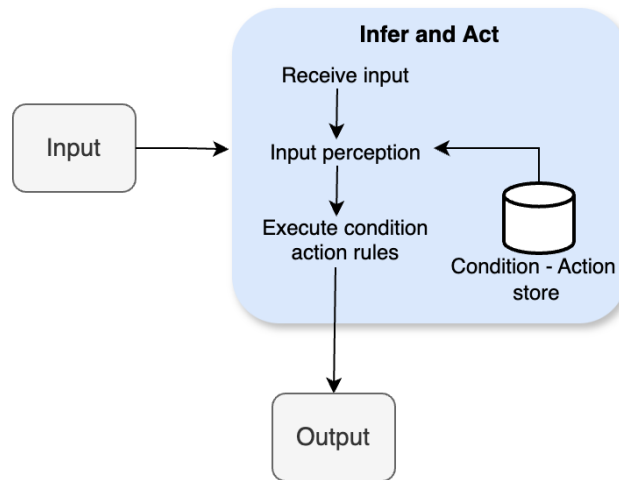 Infer and Act
Receive input
Input
Input perception
Execute condition
action rules
Condition - Action
store
Output